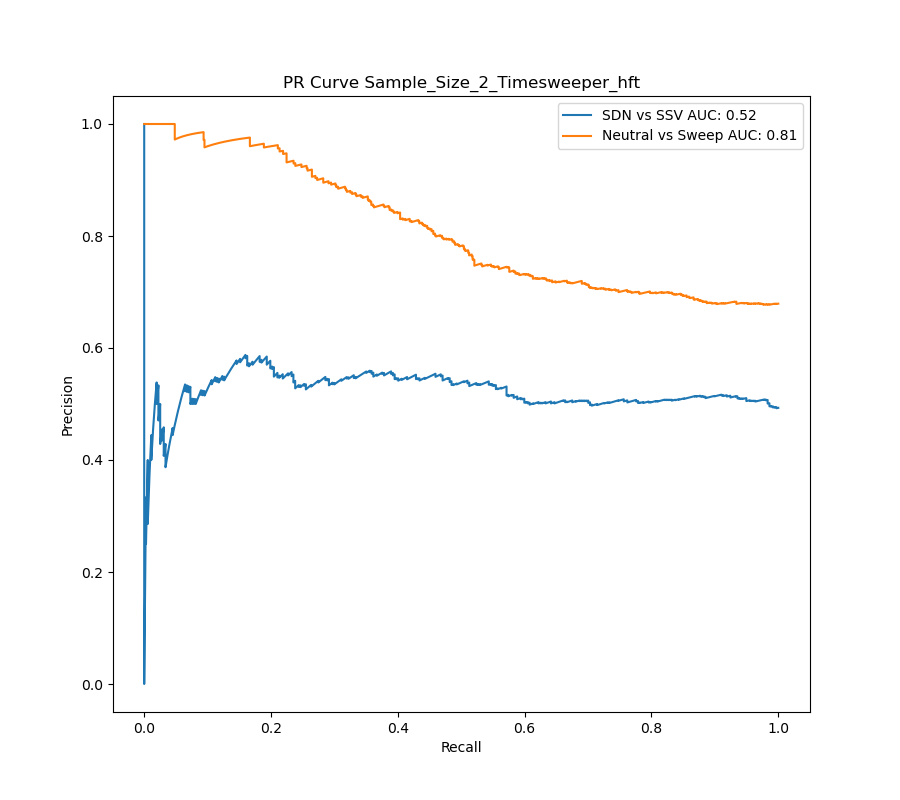 PR Curve Sample_Size_2_Timesweeper_hft
SDN vs SSV AUC: 0.52
Neutral vs Sweep AUC: 0.81
Precision
1.0
0.8
0.6
0.4
0.2
0.0
0.0 0.2 0.4 0.6 0.8 1.0
Recall